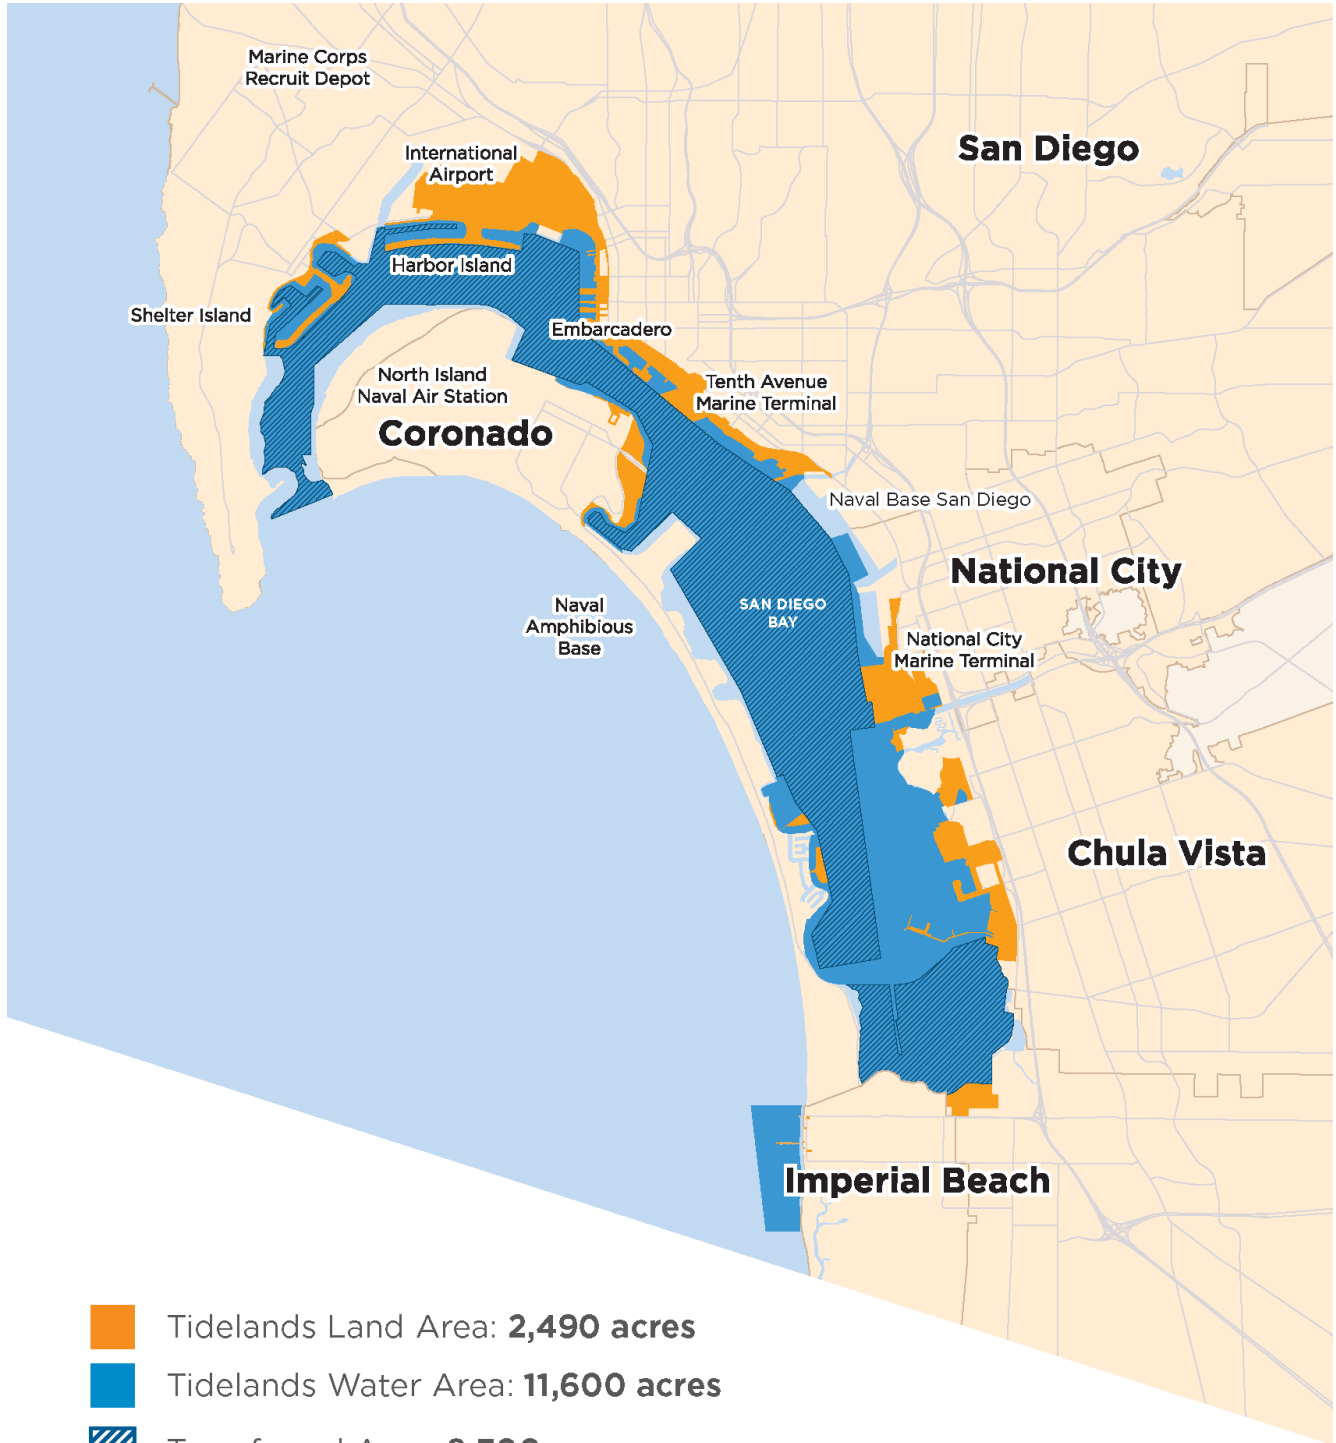 Marine Corps
Recruit Depot
San Diego
International
Airport
Harbor Island
Shelter Island
Embarcadero
North Island
Naval Air Station
Tenth Avenue
Marine Terminal
Coronado
Naval Base San Diego
National City
Naval
Amphibious
Base
SAN DIEGO
BAY
National City
Marine Terminal
Chula Vista
Imperial Beach
Tidelands Land Area: 2,490 acres
Tidelands Water Area: 11,600 acres